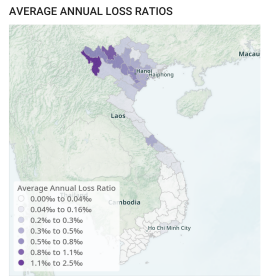 AVERAGE ANNUAL LOSS RATIOS
Macau
Hanoi
Haiphong
Laos
Average Annual Loss Ratio
0.00‰ to 0.04‰
0.04‰ to 0.16‰
0.2‰ to 0.3‰
0.3‰ to 0.5‰
0.5‰ to 0.8‰
0.8‰ to 1.1‰
1.1‰ to 2.5‰
Cambodia
Ho Chi Minh City